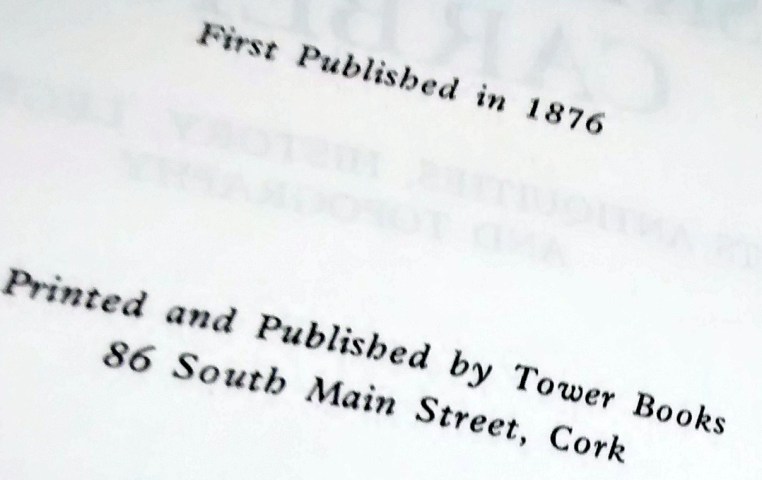 First Published in 1876
Printed and Published by Tower Books
86 South Main Street, Cork